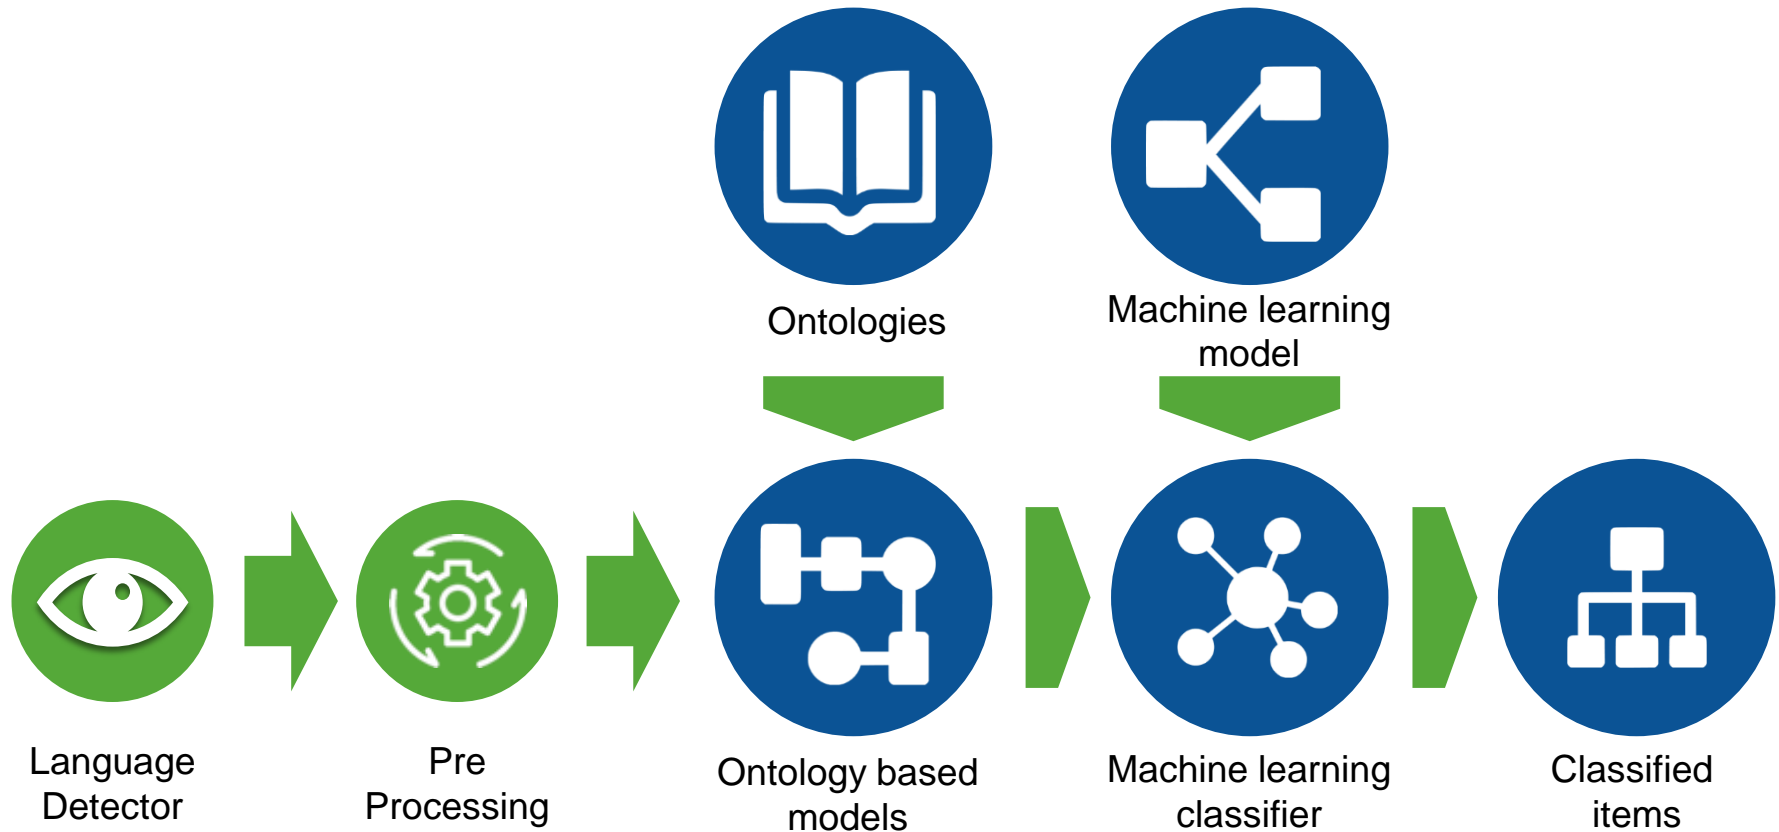 Ontologies
Machine learning
model
Language
Detector
Pre
Processing
Ontology based
models
Machine learning
classifier
Classified
items